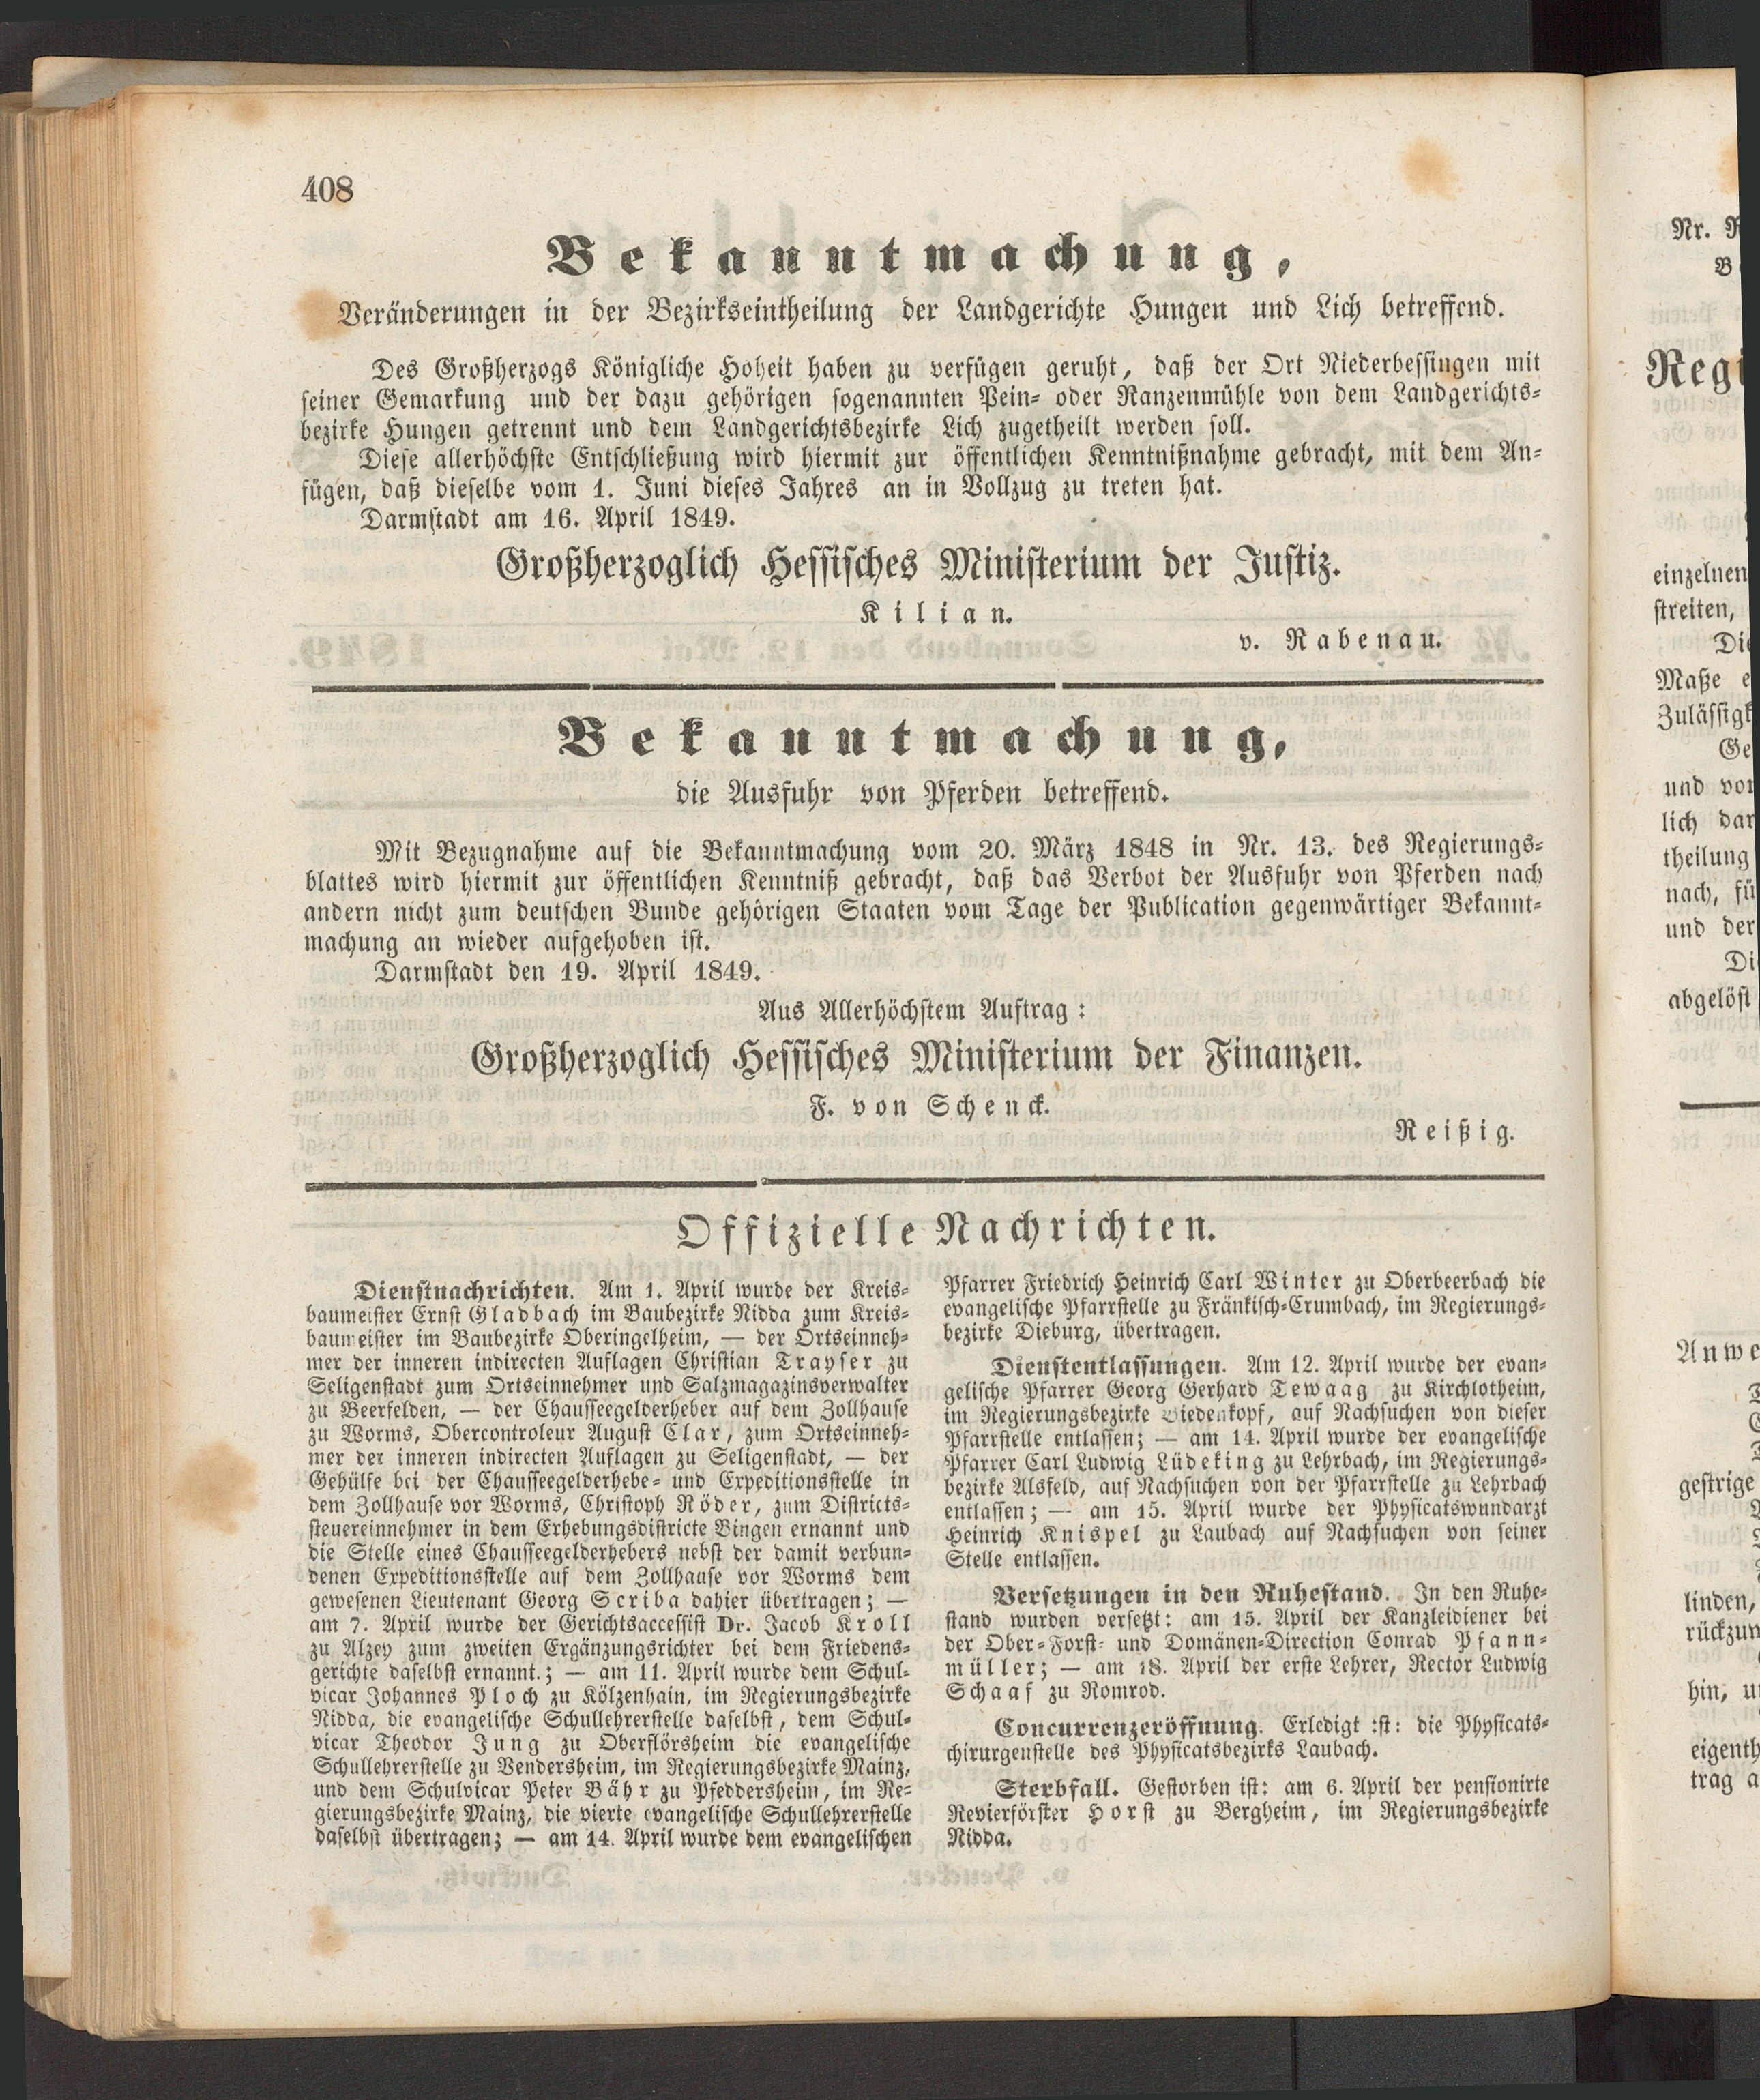 408
Bekanntmachung,
Veränderungen in der Bezirkseintheilung der Landgerichte Hungen und Lich betreffend.
Des Großherzogs Königliche Hoheit haben zu verfügen geruht, daß der Ort Niederbessingen mit
seiner Gemarkung und der dazu gehörigen sogenannten Pein- oder Ranzenmühle von dem Landgerichts-
bezirke Hungen getrennt und dem Landgerichtsbezirke Lich zugetheilt werden soll.
Diese allerhöchste Entschließung wird hiermit zur öffentlichen Kenntnißnahme gebracht, mit dem An-
fügen, daß dieselbe vom 1. Juni dieses Jahres an in Vollzug zu treten hat.
Darmstadt am 16. April 1849.
Großherzoglich Hessisches Ministerium der Justiz.
Kilian.
v. Rabenau.
Bekanntmachung,
die Ausfuhr von Pferden betreffend.
Mit Bezugnahme auf die Bekanntmachung vom 20. März 1848 in Nr. 13. des Regierungs-
blattes wird hiermit zur öffentlichen Kenntniß gebracht, daß das Verbot der Ausfuhr von Pferden nach
andern nicht zum deutschen Bunde gehörigen Staaten vom Tage der Publication gegenwärtiger Bekannt-
machung an wieder aufgehoben ist.
Darmstadt den 19. April 1849.
Aus Allerhöchstem Auftrag:
Großherzoglich Hessisches Ministerium der Finanzen.
F. von Schenck.
Reißig.
Offizielle Nachrichten.
Dienstnachrichten. Am 1. April wurde der Kreis-
baumeister Ernst Gladbach im Baubezirke Nidda zum Kreis-
baumeister im Baubezirke Oberingelheim, — der Ortseinneh-
mer der inneren indirecten Auflagen Christian Trayser zu
Seligenstadt zum Ortseinnehmer und Salzmagazinsverwalter
zu Beerfelden, — der Chausseegelderheber auf dem Zollhause
zu Worms, Obercontroleur August Clar, zum Ortseinneh-
mer der inneren indirecten Auflagen zu Seligenstadt, — der
Gehülfe bei der Chausseegelderhebe- und Expeditionsstelle in
dem Zollhause vor Worms, Christoph Röder, zum Districts-
steuereinnehmer in dem Erhebungsdistricte Bingen ernannt und
die Stelle eines Chausseegelderhebers nebst der damit verbun-
denen Expeditionsstelle auf dem Zollhause vor Worms dem
gewesenen Lieutenant Georg Scriba dahier übertragen; —
am 7. April wurde der Gerichtsaccessist Dr. Jacob Kroll
zu Alzey zum zweiten Ergänzungsrichter bei dem Friedens-
gerichte daselbst ernannt.; — am 11. April wurde dem Schul-
vicar Johannes Ploch zu Kölzenhain, im Regierungsbezirke
Nidda, die evangelische Schullehrerstelle daselbst, dem Schul-
vicar Theodor Jung zu Oberflörsheim die evangelische
Schullehrerstelle zu Vendersheim, im Regierungsbezirke Mainz,
und dem Schulvicar Peter Bähr zu Pfeddersheim, im Re-
gierungsbezirke Mainz, die vierte evangelische Schullehrerstelle
daselbst übertragen; — am 14. April wurde dem evangelischen
Pfarrer Friedrich Heinrich Carl Winter zu Oberbeerbach die
evangelische Pfarrstelle zu Fränkisch-Crumbach, im Regierungs-
bezirke Dieburg, übertragen.
Dienstentlassungen. Am 12. April wurde der evan-
gelische Pfarrer Georg Gerhard Tewaag zu Kirchlotheim,
im Regierungsbezirke Biedenkopf, auf Nachsuchen von dieser
Pfarrstelle entlassen; — am 14. April wurde der evangelische
Pfarrer Carl Ludwig Lüdeking zu Lehrbach, im Regierungs-
bezirke Alsfeld, auf Nachsuchen von der Pfarrstelle zu Lehrbach
entlassen; — am 15. April wurde der Physicatswundarzt
Heinrich Knispel zu Laubach auf Nachsuchen von seiner
Stelle entlassen.
Versetzungen in den Ruhestand. In den Ruhe-
stand wurden versetzt: am 15. April der Kanzleidiener bei
der Ober-Forst- und Domänen-Direction Conrad Pfann-
müller; — am 18. April der erste Lehrer, Rector Ludwig
Schaaf zu Romrod.
Concurrenzeröffnung. Erledigt ist: die Physicats-
chirurgenstelle des Physicatsbezirks Laubach.
Sterbfall. Gestorben ist: am 6. April der pensionirte
Revierförster Horst zu Bergheim, im Regierungsbezirke
Nidda.
Nr.
einzelnen
streiten,
Maße
und
lich
theilung
nach,
und der
abgelöst
gestrige
linden,
hin,